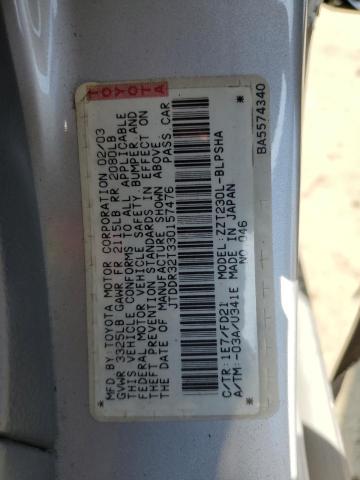 TOYOTA
MFD BY: TOYOTA MOTOR CORPORATION 02/03
GVWR 3325LB GAWR FR 2115LB RR 2080LB
THIS VEHICLE CONFORMS TO ALL APPLICABLE
FEDERAL MOTOR VEHICLE SAFETY, BUMPER, AND
THEFT PREVENTION STANDARDS IN EFFECT ON
THE DATE OF MANUFACTURE SHOWN ABOVE.
* JTDDR32T330157476 PASS CAR *
C/TR: 1E7/FD21 MODEL: ZZT230L-BLPSHA
A/TM: -03A/U341E MADE IN JAPAN
NO 046
* BA5574340